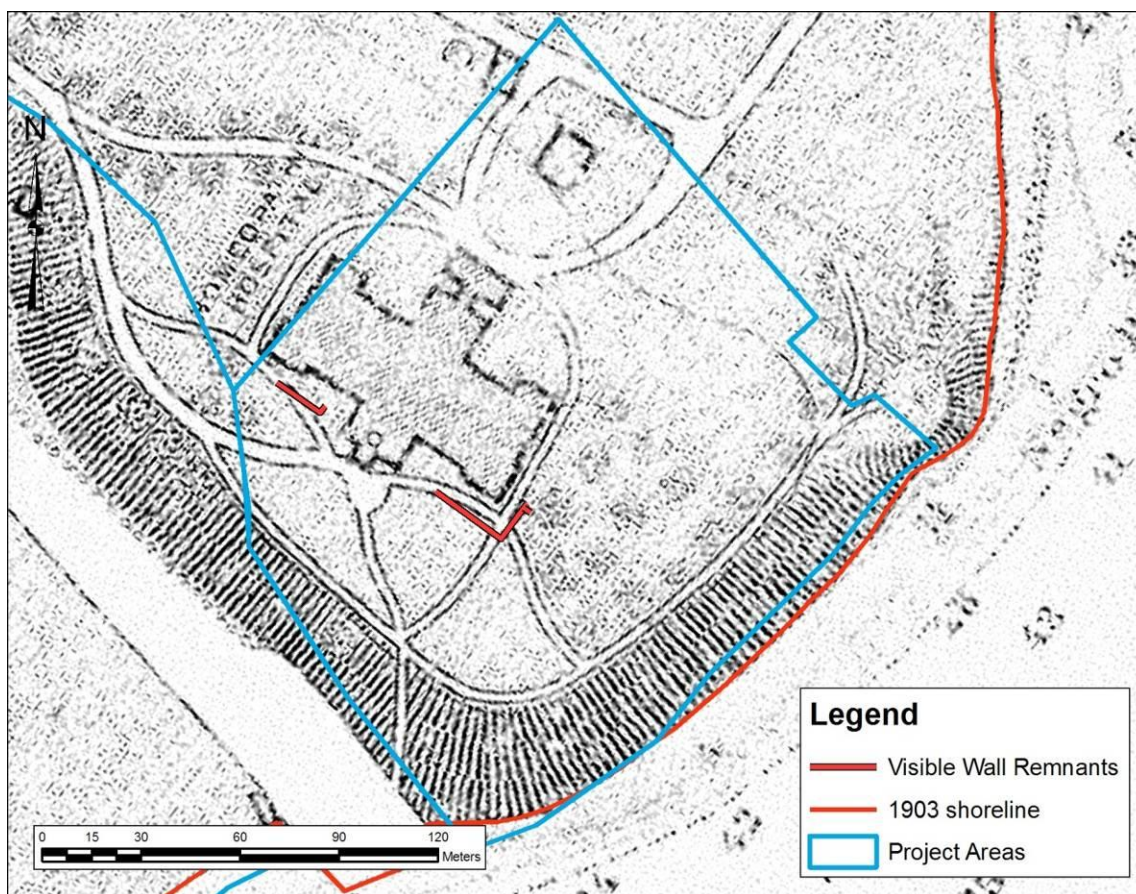 N
HOSPITAL
Legend
Visible Wall Remnants
1903 shoreline
Project Areas
0 15 30 60 90 120
Meters